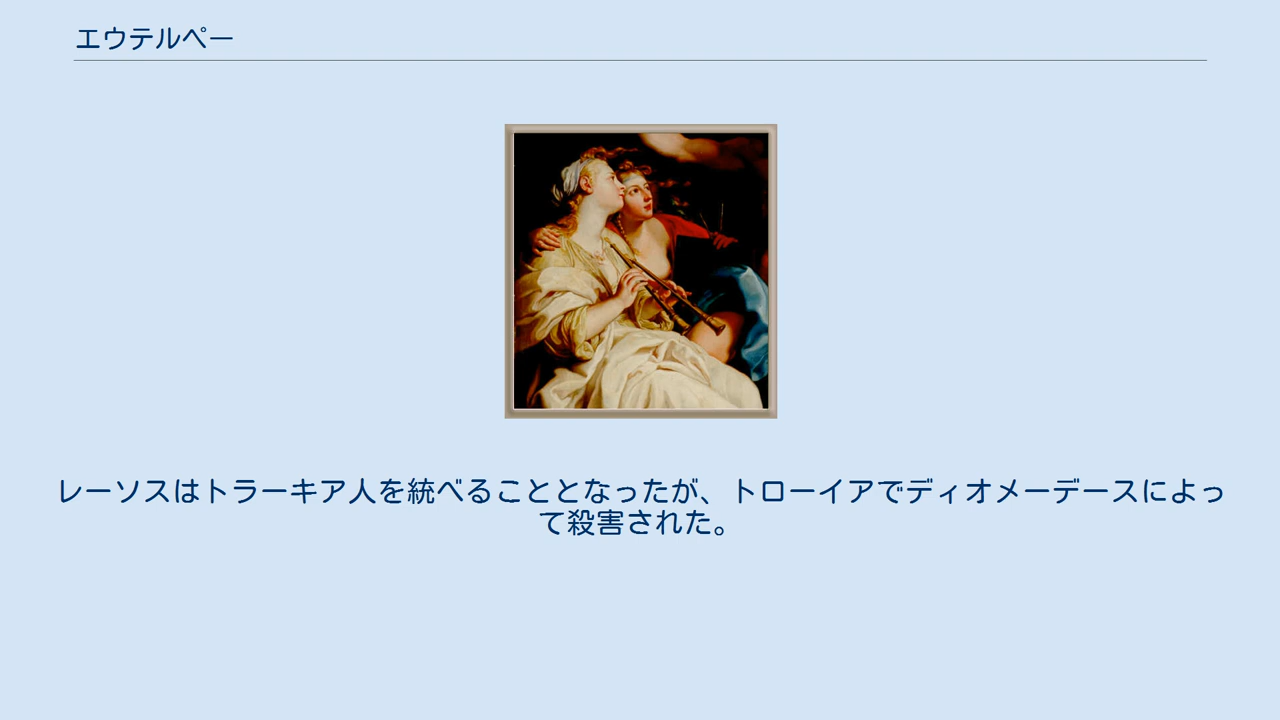 エウテルペー
レーソスはトラーキア人を統べることとなったが、トローイアでディオメーデースによっ
て殺害された。